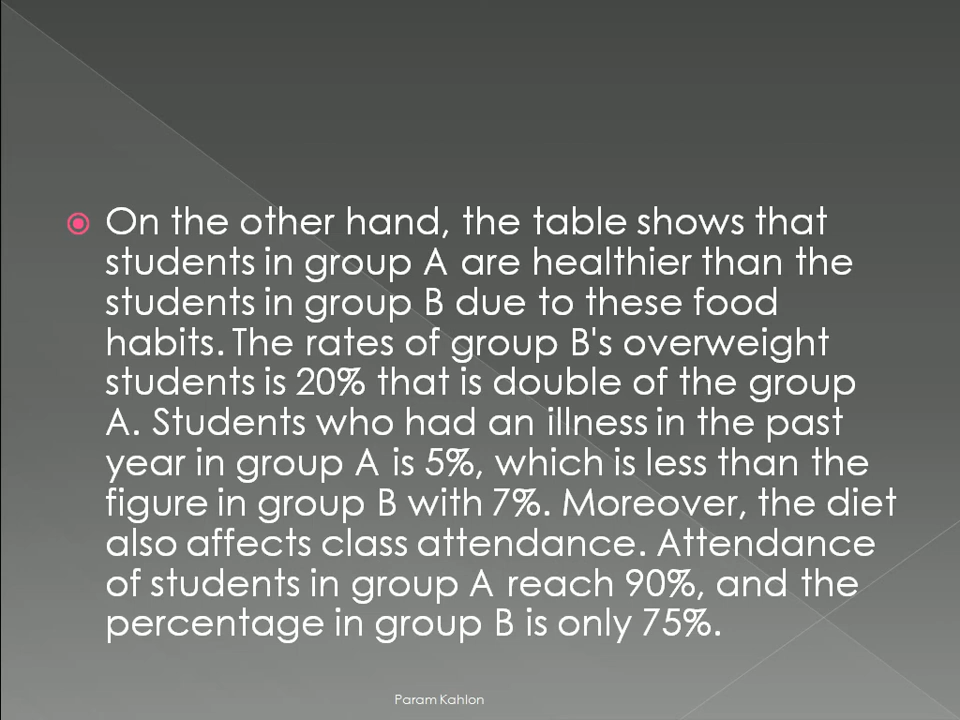 On the other hand, the table shows that
students in group A are healthier than the
students in group B due to these food
habits. The rates of group B's overweight
students is 20% that is double of the group
A. Students who had an illness in the past
year in group A is 5%, which is less than the
figure in group B with 7%. Moreover, the diet
also affects class attendance. Attendance
of students in group A reach 90%, and the
percentage in group B is only 75%.
Param Kahlon